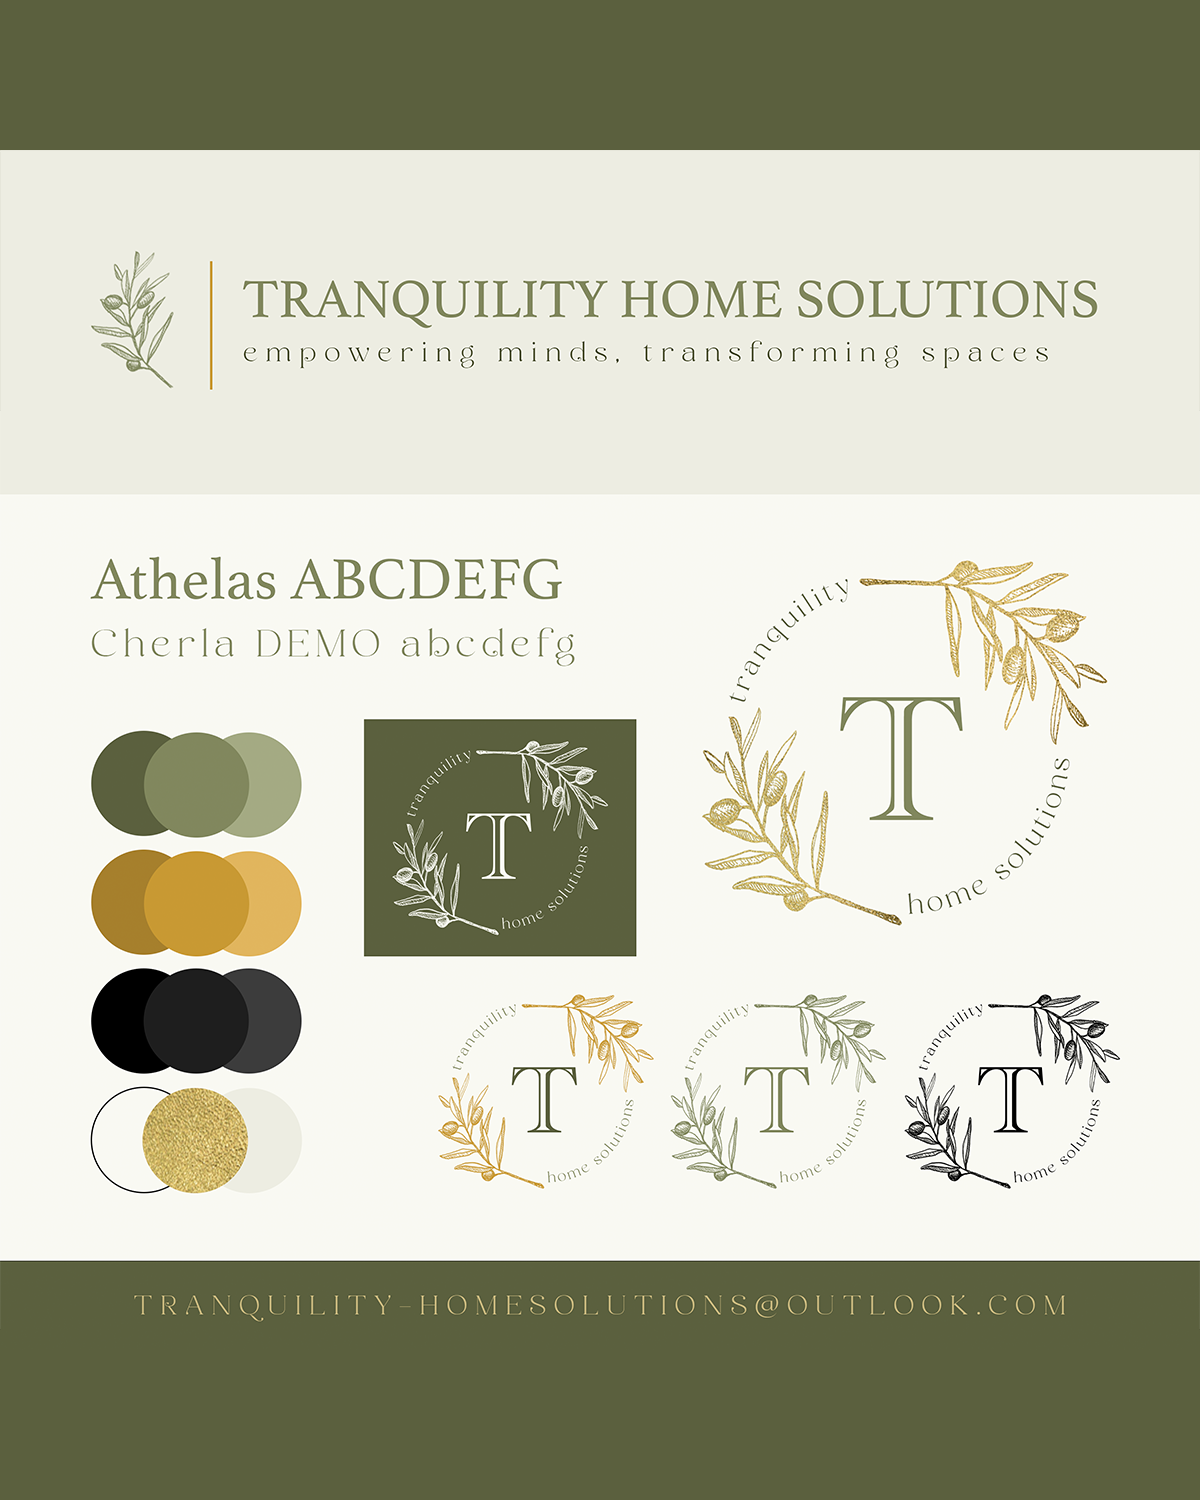 TRANQUILITY HOME SOLUTIONS
empowering minds, transforming spaces
Athelas ABCDEFG
Cherla DEMO abcdefg
tranquility
T
home solutions
tranquility
T
home solutions
tranquility
T
home solutions
tranquility
T
home solutions
tranquility
T
home solutions
TRANQUILITY-HOMESOLUTIONS@OUTLOOK.COM